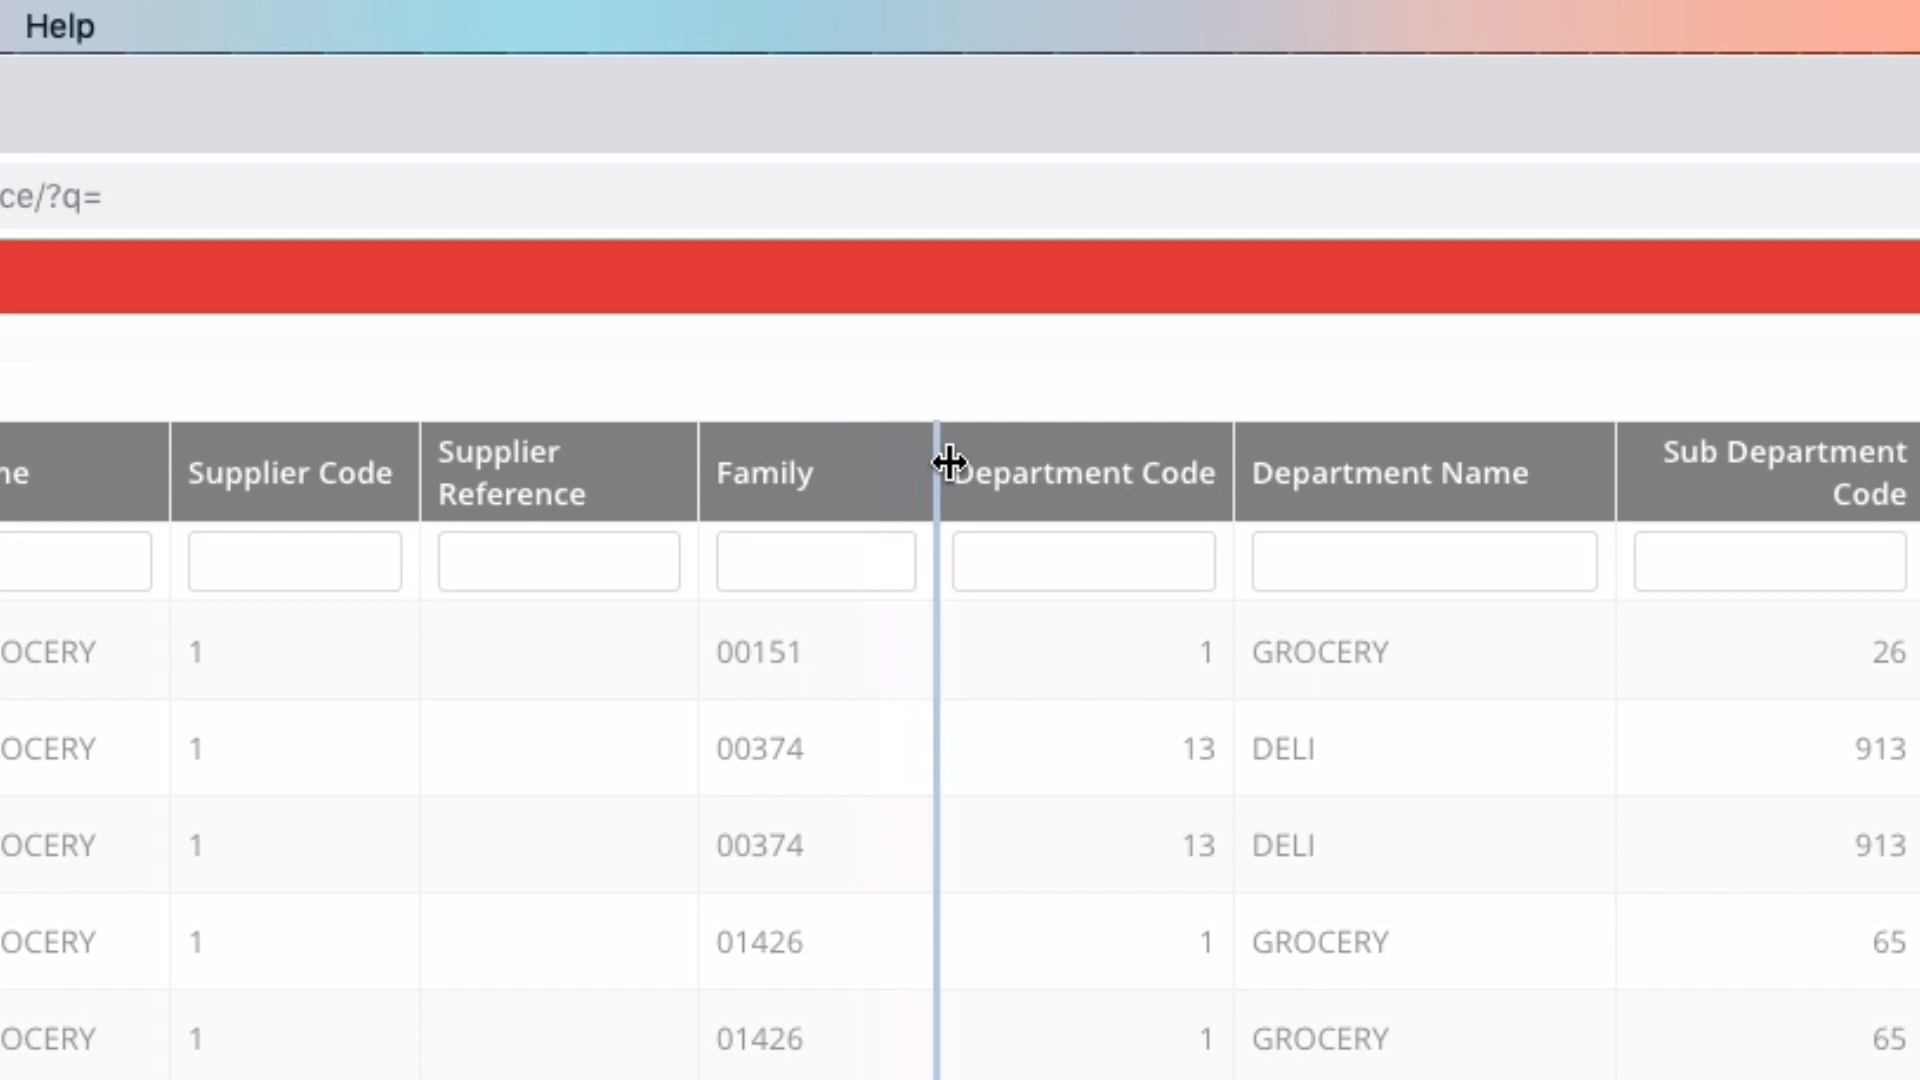 Help
ce/?q=
ne Supplier Code Supplier Reference Family Department Code Department Name Sub Department Code
OCERY 1 00151 1 GROCERY 26
OCERY 1 00374 13 DELI 913
OCERY 1 00374 13 DELI 913
OCERY 1 01426 1 GROCERY 65
OCERY 1 01426 1 GROCERY 65